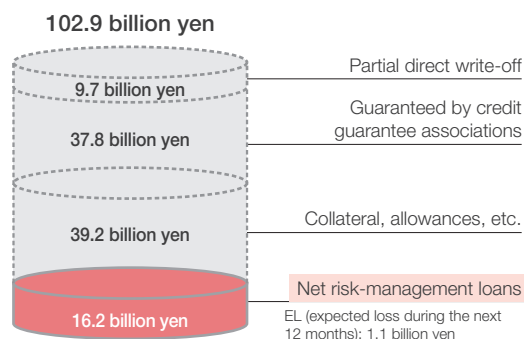 102.9 billion yen
Partial direct write-off
9.7 billion yen
Guaranteed by credit
guarantee associations
37.8 billion yen
Collateral, allowances, etc.
39.2 billion yen
Net risk-management loans
16.2 billion yen
EL (expected loss during the next
12 months): 1.1 billion yen